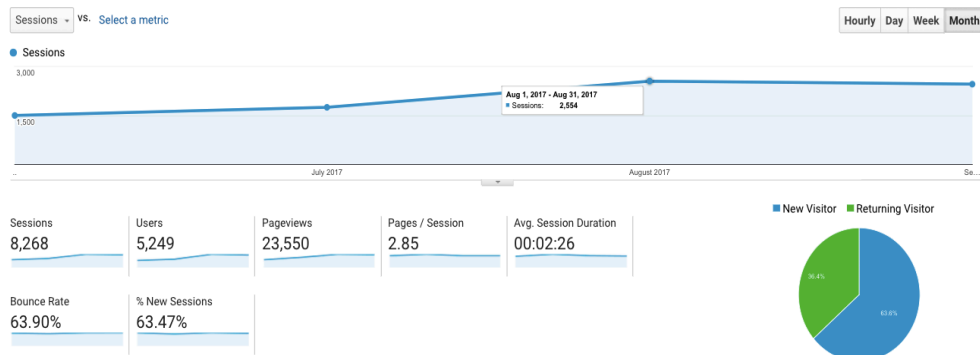 Sessions vs. Select a metric
Hourly Day Week Month
Sessions
3,000
Aug 1, 2017 - Aug 31, 2017
Sessions: 2,554
1,500
.. July 2017 August 2017 Se...
New Visitor Returning Visitor
Sessions Users Pageviews Pages / Session Avg. Session Duration
8,268 5,249 23,550 2.85 00:02:26
36.4%
63.6%
Bounce Rate % New Sessions
63.90% 63.47%